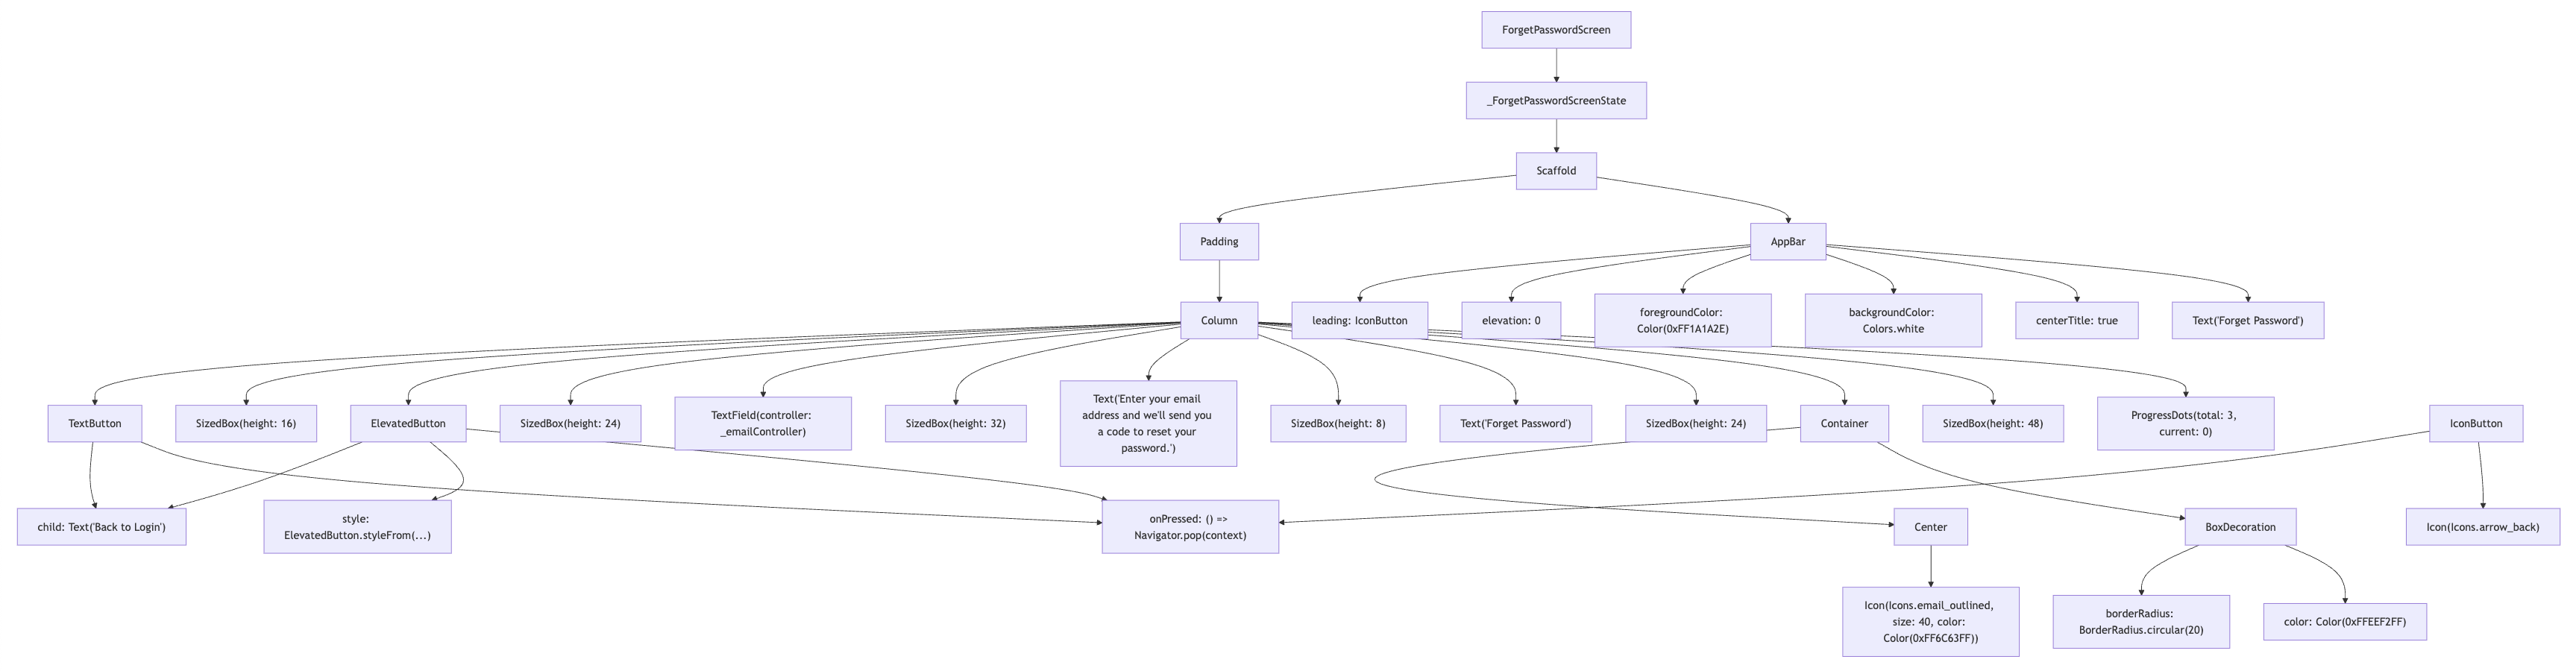 ForgetPasswordScreen
_ForgetPasswordScreenState
Scaffold
Padding
AppBar
Column
leading: IconButton
elevation: 0
foregroundColor:
Color(0xFF1A1A2E)
backgroundColor:
Colors.white
centerTitle: true
Text('Forget Password')
TextButton
SizedBox(height: 16)
ElevatedButton
SizedBox(height: 24)
TextField(controller:
_emailController)
SizedBox(height: 32)
Text('Enter your email
address and we'll send you
a code to reset your
password.')
SizedBox(height: 8)
Text('Forget Password')
SizedBox(height: 24)
Container
SizedBox(height: 48)
ProgressDots(total: 3,
current: 0)
IconButton
child: Text('Back to Login')
style:
ElevatedButton.styleFrom(...)
onPressed: () =>
Navigator.pop(context)
Center
BoxDecoration
Icon(Icons.arrow_back)
Icon(Icons.email_outlined,
size: 40, color:
Color(0xFF6C63FF))
borderRadius:
BorderRadius.circular(20)
color: Color(0xFFEEF2FF)